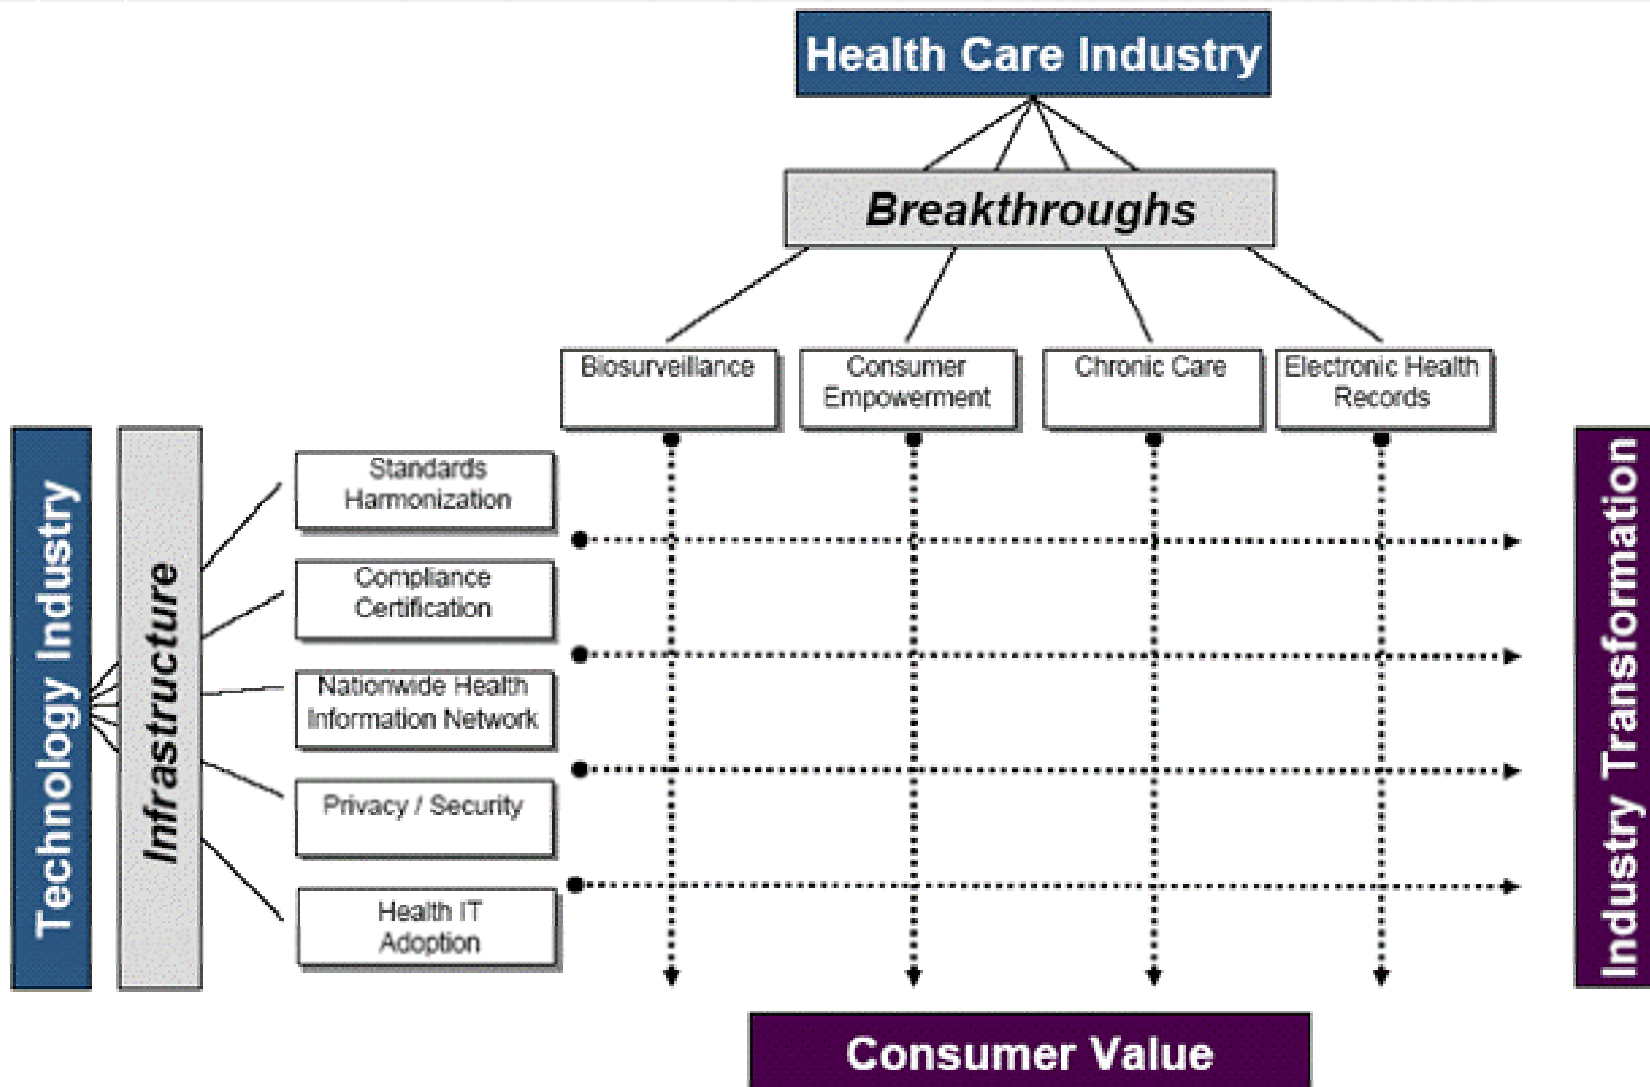 Health Care Industry
Breakthroughs
Biosurveillance
Consumer
Empowerment
Chronic Care
Electronic Health
Records
Technology Industry
Infrastructure
Standards
Harmonization
Compliance
Certification
Nationwide Health
Information Network
Privacy / Security
Health IT
Adoption
Industry Transformation
Consumer Value